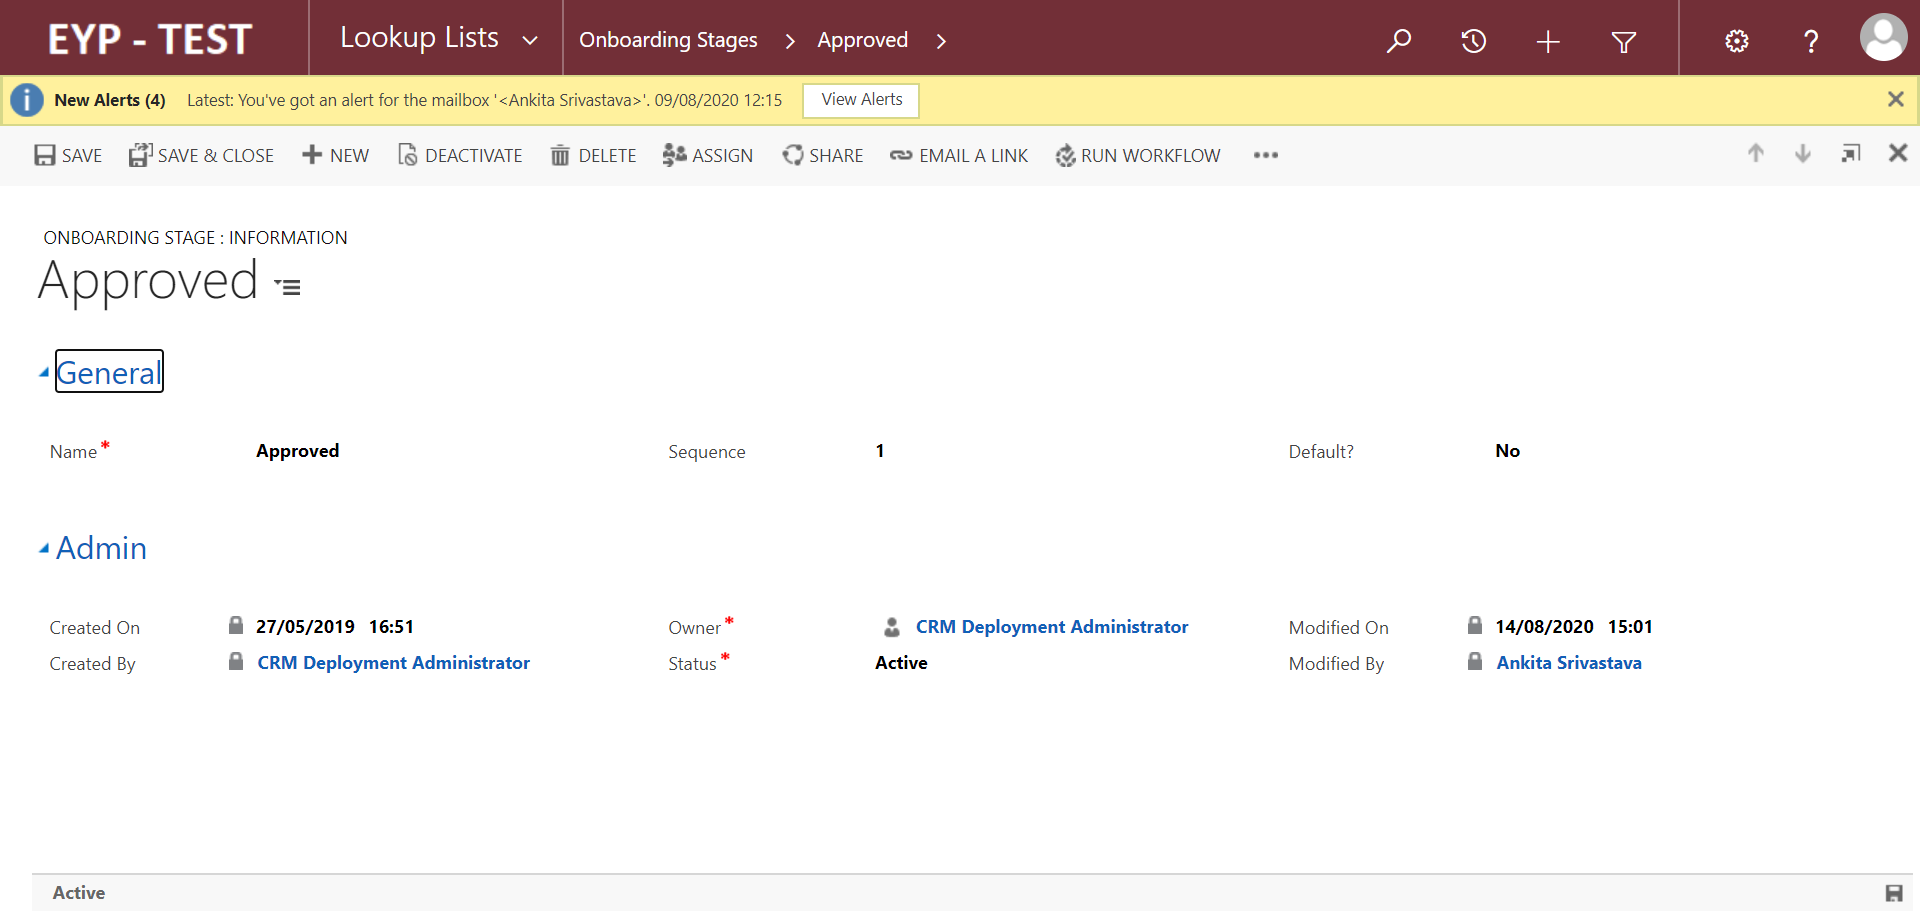 EYP - TEST Lookup Lists Onboarding Stages Approved
New Alerts (4) Latest: You've got an alert for the mailbox '<Ankita Srivastava>'. 09/08/2020 12:15 View Alerts
SAVE SAVE & CLOSE NEW DEACTIVATE DELETE ASSIGN SHARE EMAIL A LINK RUN WORKFLOW
ONBOARDING STAGE : INFORMATION
Approved
General
Name* Approved Sequence 1 Default? No
Admin
Created On 27/05/2019 16:51 Owner* CRM Deployment Administrator Modified On 14/08/2020 15:01
Created By CRM Deployment Administrator Status* Active Modified By Ankita Srivastava
Active